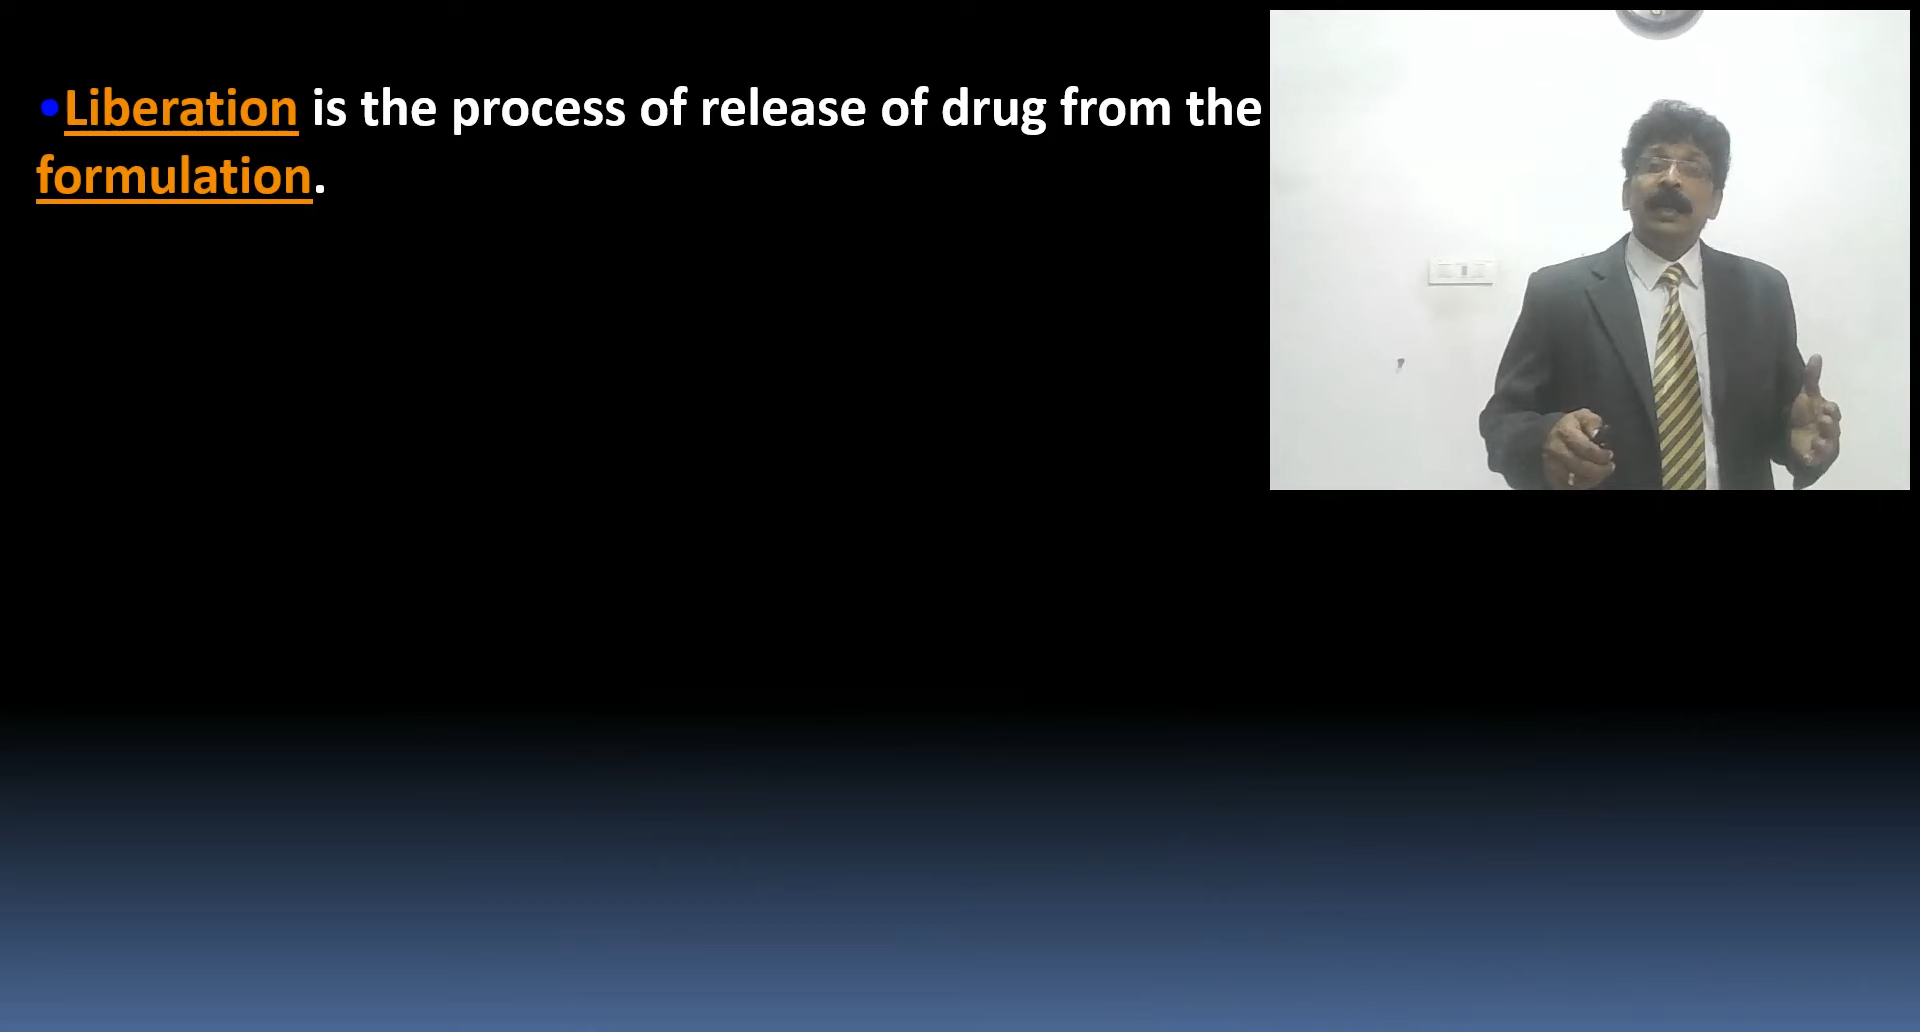 •Liberation is the process of release of drug from the
formulation.